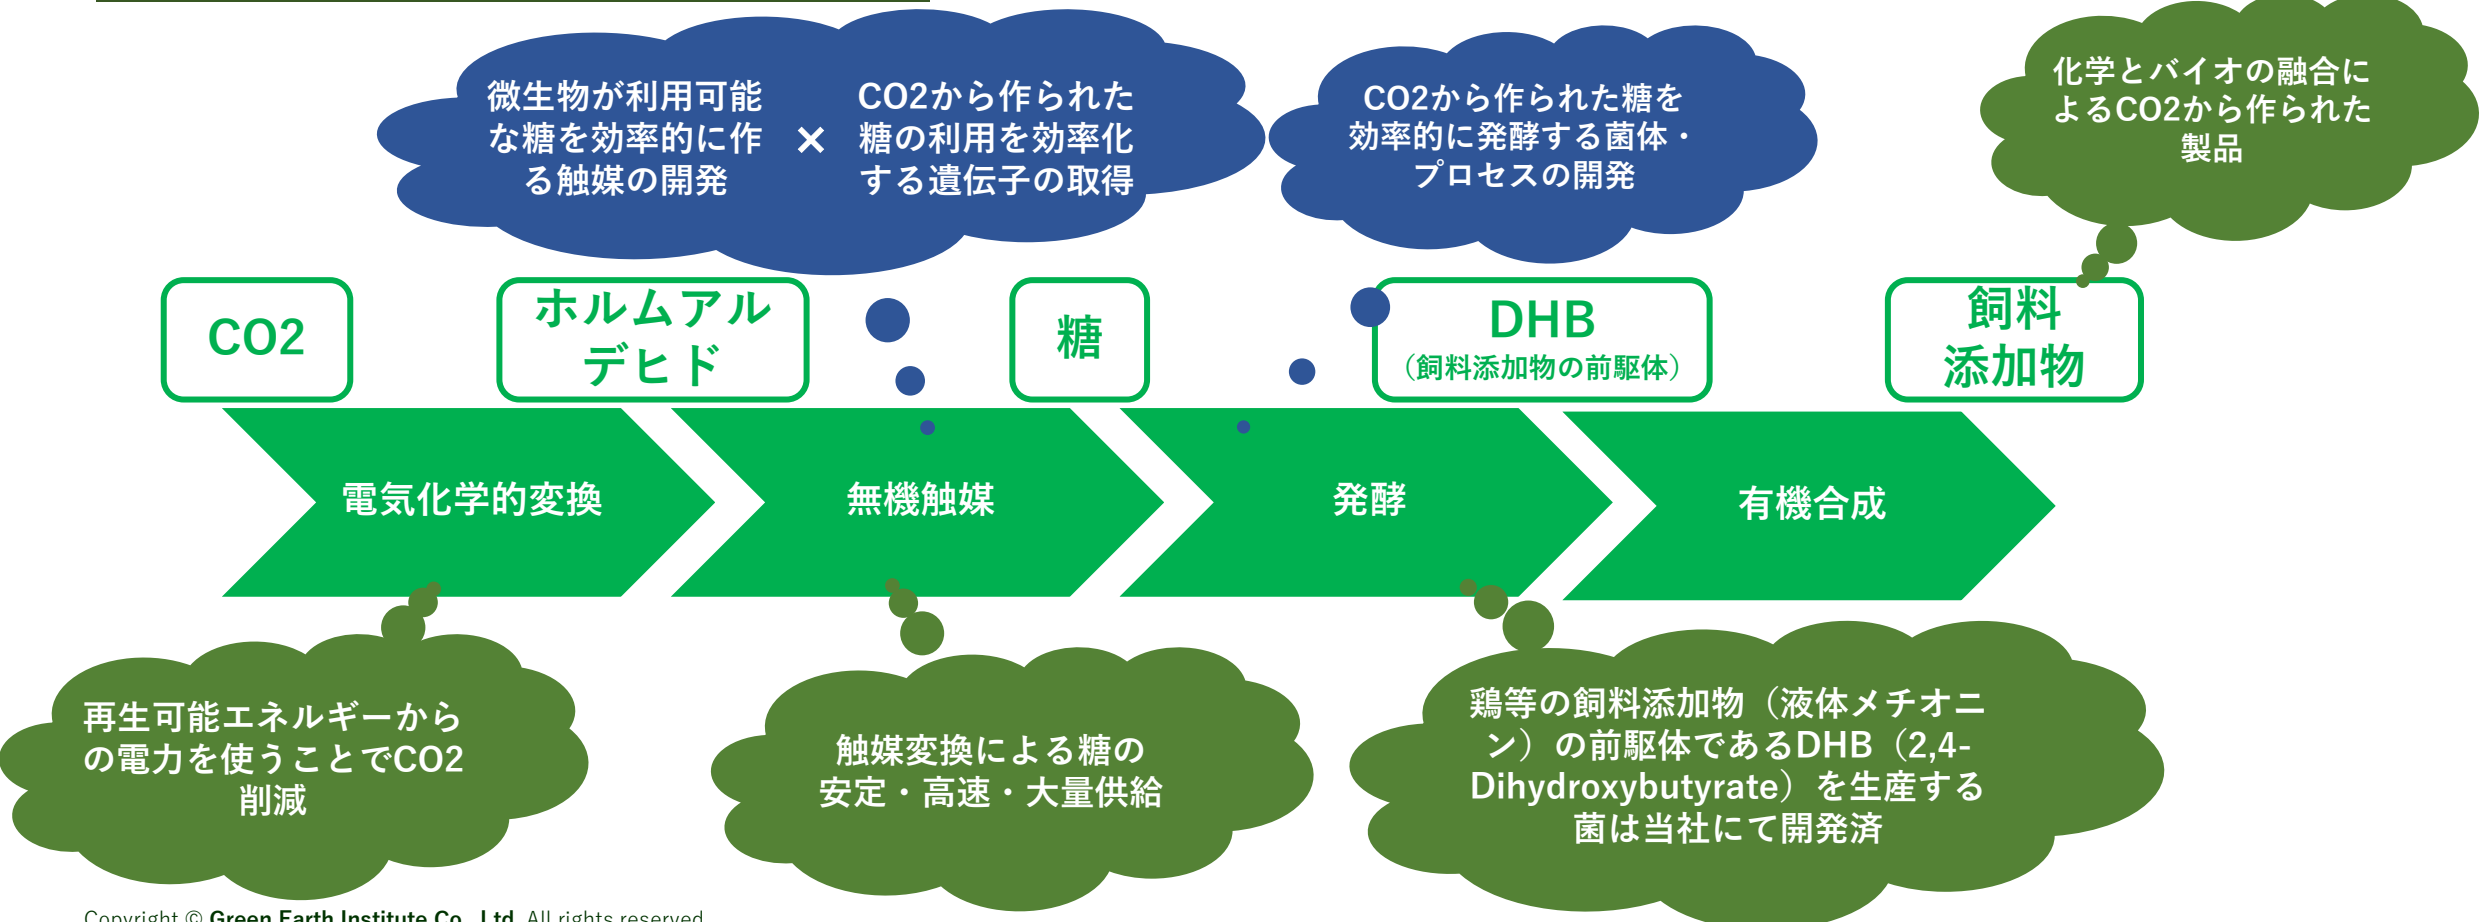 微生物が利用可能
な糖を効率的に作
る触媒の開発
×
CO2から作られた
糖の利用を効率化
する遺伝子の取得
CO2から作られた糖を
効率的に発酵する菌体・
プロセスの開発
化学とバイオの融合に
よるCO2から作られた
製品
CO2
ホルムアル
デヒド
糖
DHB
（飼料添加物の前駆体）
飼料
添加物
電気化学的変換
無機触媒
発酵
有機合成
再生可能エネルギーから
の電力を使うことでCO2
削減
触媒変換による糖の
安定・高速・大量供給
鶏等の飼料添加物（液体メチオニ
ン）の前駆体であるDHB（2,4-
Dihydroxybutyrate）を生産する
菌は当社にて開発済
Copyright © Green Earth Institute Co., Ltd. All rights reserved